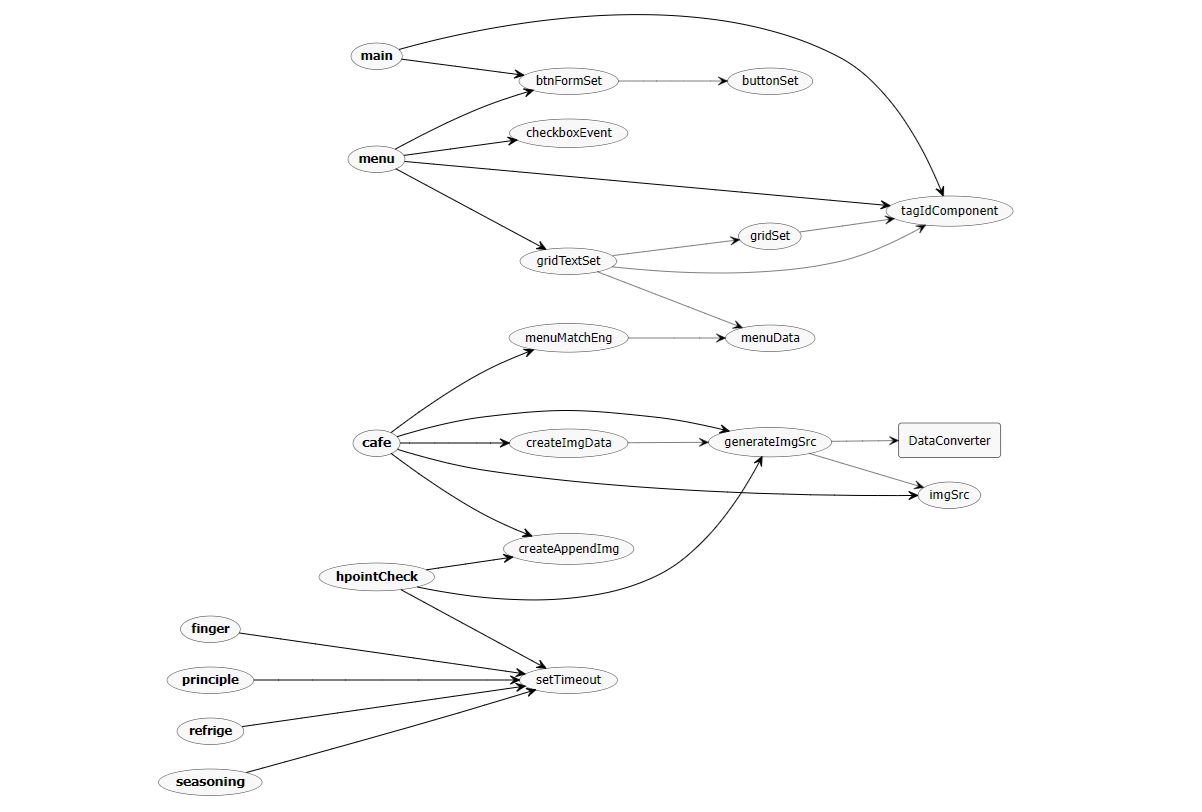 main
btnFormSet
buttonSet
checkboxEvent
menu
tagIdComponent
gridSet
gridTextSet
menuMatchEng
menuData
cafe
createImgData
generateImgSrc
DataConverter
imgSrc
createAppendImg
hpointCheck
finger
principle
setTimeout
refrige
seasoning